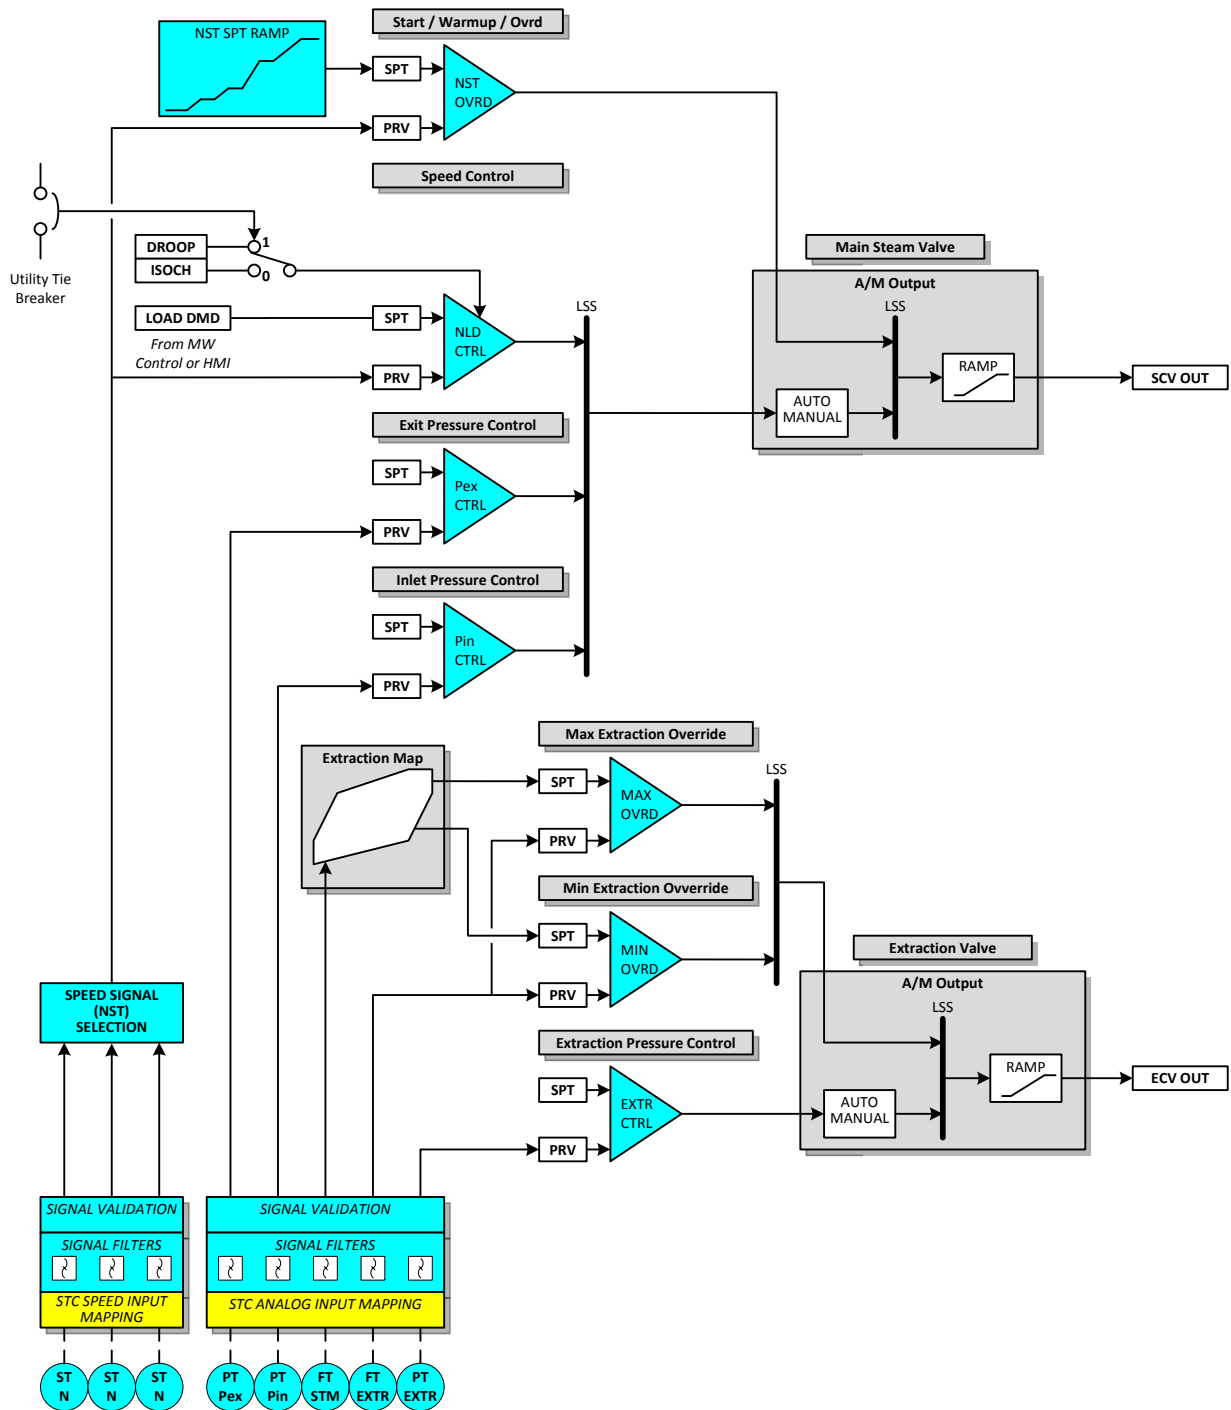 Start / Warmup / Ovrd
NST SPT RAMP
SPT
NST
OVRD
PRV
Speed Control
Utility Tie
Breaker
DROOP
1
ISOCH
0
LOAD DMD
From MW
Control or HMI
SPT
NLD
CTRL
PRV
LSS
Main Steam Valve
A/M Output
LSS
AUTO
MANUAL
RAMP
SCV OUT
Exit Pressure Control
SPT
Pex
CTRL
PRV
Inlet Pressure Control
SPT
Pin
CTRL
PRV
Extraction Map
Max Extraction Override
SPT
MAX
OVRD
PRV
LSS
Min Extraction Ovverride
SPT
MIN
OVRD
PRV
Extraction Valve
A/M Output
LSS
AUTO
MANUAL
RAMP
ECV OUT
Extraction Pressure Control
SPT
EXTR
CTRL
PRV
SPEED SIGNAL
(NST)
SELECTION
SIGNAL VALIDATION
SIGNAL FILTERS
STC SPEED INPUT
MAPPING
SIGNAL VALIDATION
SIGNAL FILTERS
STC ANALOG INPUT MAPPING
ST
N
ST
N
ST
N
PT
Pex
PT
Pin
FT
STM
FT
EXTR
PT
EXTR